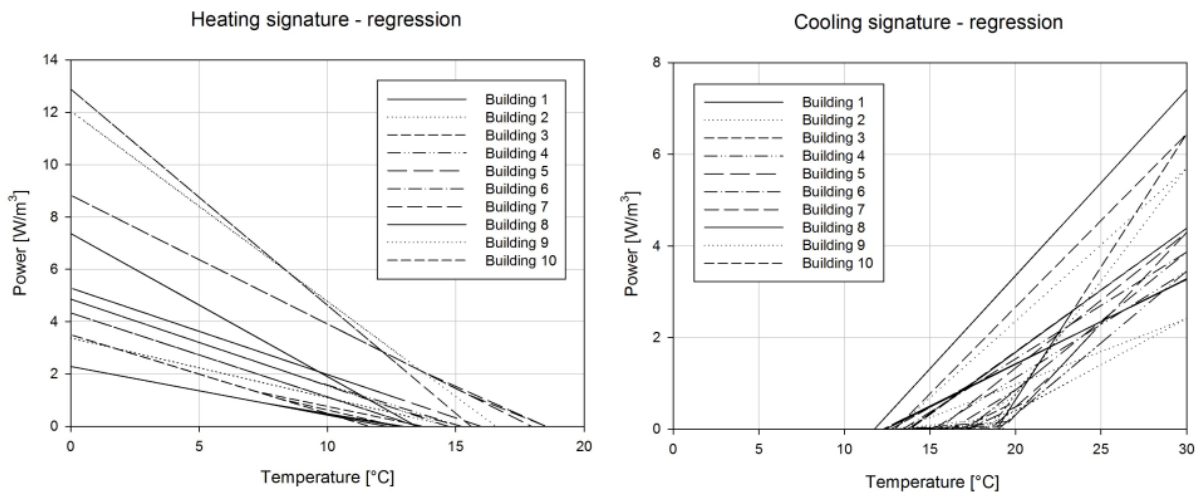 Heating signature - regression
14
12
10
8
6
4
2
0
Power [W/m³]
0 5 10 15 20
Temperature [°C]
Building 1
Building 2
Building 3
Building 4
Building 5
Building 6
Building 7
Building 8
Building 9
Building 10
Cooling signature - regression
8
6
4
2
0
Power [W/m³]
0 5 10 15 20 25 30
Temperature [°C]
Building 1
Building 2
Building 3
Building 4
Building 5
Building 6
Building 7
Building 8
Building 9
Building 10